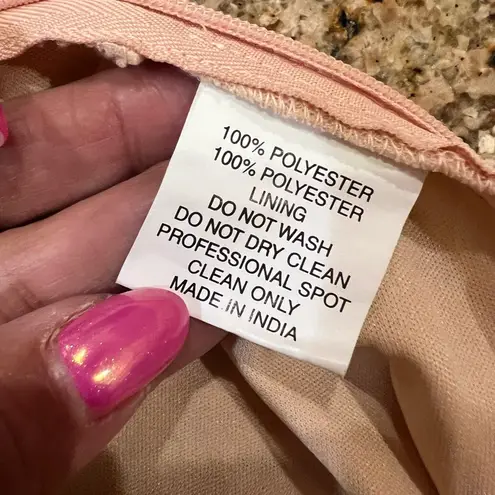 100% POLYESTER
100% POLYESTER
LINING
DO NOT WASH
DO NOT DRY CLEAN
PROFESSIONAL SPOT
CLEAN ONLY
MADE IN INDIA